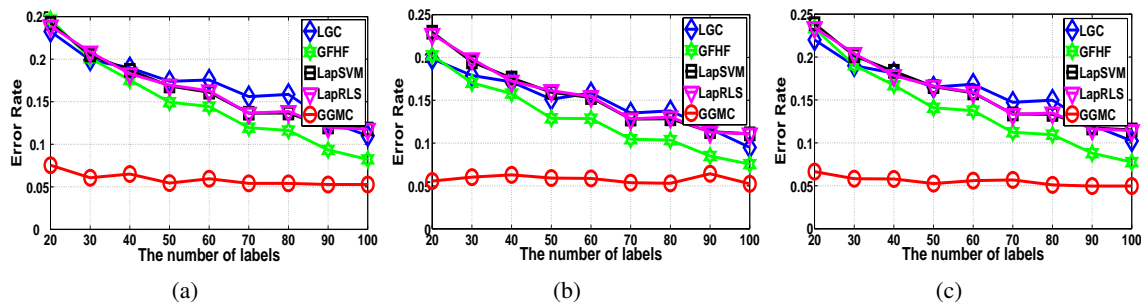 0.25
0.2
0.15
0.1
0.05
0
Error Rate
20 30 40 50 60 70 80 90 100
The number of labels
LGC
GFHF
LapSVM
LapRLS
GGMC
(a)
0.25
0.2
0.15
0.1
0.05
0
Error Rate
20 30 40 50 60 70 80 90 100
The number of labels
LGC
GFHF
LapSVM
LapRLS
GGMC
(b)
0.25
0.2
0.15
0.1
0.05
0
Error Rate
20 30 40 50 60 70 80 90 100
The number of labels
LGC
GFHF
LapSVM
LapRLS
GGMC
(c)